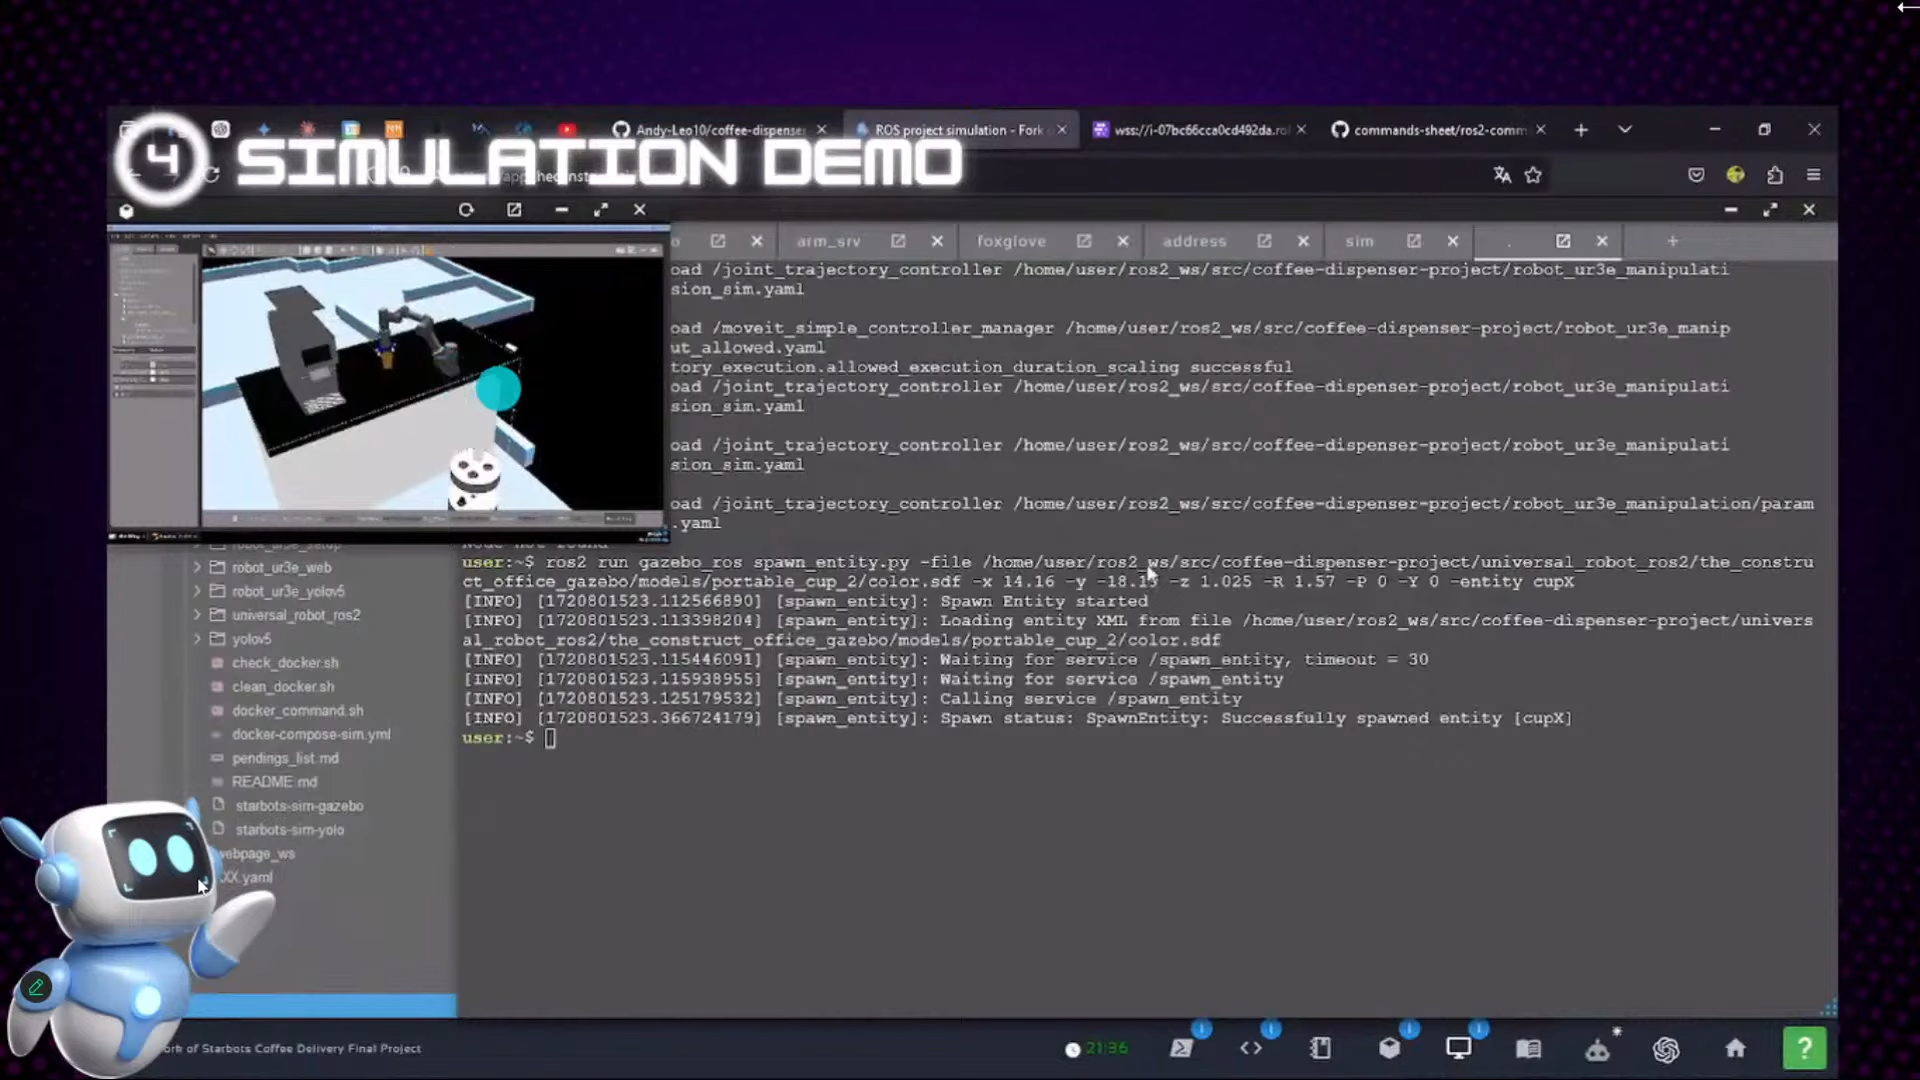 Andy-Leo10/coffee-dispense
ROS project simulation - Fork
wss://i-07bc66cca0cd492da.ro
commands-sheet/ros2-comm
4 SIMULATION DEMO
arm_srv
foxglove
address
sim
.
oad /joint_trajectory_controller /home/user/ros2_ws/src/coffee-dispenser-project/robot_ur3e_manipulati
sion_sim.yaml
oad /moveit_simple_controller_manager /home/user/ros2_ws/src/coffee-dispenser-project/robot_ur3e_manip
ut_allowed.yaml
tory_execution.allowed_execution_duration_scaling successful
oad /joint_trajectory_controller /home/user/ros2_ws/src/coffee-dispenser-project/robot_ur3e_manipulati
sion_sim.yaml
oad /joint_trajectory_controller /home/user/ros2_ws/src/coffee-dispenser-project/robot_ur3e_manipulati
sion_sim.yaml
oad /joint_trajectory_controller /home/user/ros2_ws/src/coffee-dispenser-project/robot_ur3e_manipulation/param
.yaml
Node not found
user:~$ ros2 run gazebo_ros spawn_entity.py -file /home/user/ros2_ws/src/coffee-dispenser-project/universal_robot_ros2/the_constru
ct_office_gazebo/models/portable_cup_2/color.sdf -x 14.16 -y -18.15 -z 1.025 -R 1.57 -P 0 -Y 0 -entity cupX
[INFO] [1720801523.112566890] [spawn_entity]: Spawn Entity started
[INFO] [1720801523.113398204] [spawn_entity]: Loading entity XML from file /home/user/ros2_ws/src/coffee-dispenser-project/univers
al_robot_ros2/the_construct_office_gazebo/models/portable_cup_2/color.sdf
[INFO] [1720801523.115446091] [spawn_entity]: Waiting for service /spawn_entity, timeout = 30
[INFO] [1720801523.115938955] [spawn_entity]: Waiting for service /spawn_entity
[INFO] [1720801523.125179532] [spawn_entity]: Calling service /spawn_entity
[INFO] [1720801523.366724179] [spawn_entity]: Spawn status: SpawnEntity: Successfully spawned entity [cupX]
user:~$
robot_ur3e_setup
robot_ur3e_web
robot_ur3e_yolov5
universal_robot_ros2
yolov5
check_docker.sh
clean_docker.sh
docker_command.sh
docker-compose-sim.yml
pendings_list.md
README.md
starbots-sim-gazebo
starbots-sim-yolo
webpage_ws
XX.yaml
ork of Starbots Coffee Delivery Final Project
21:36
?